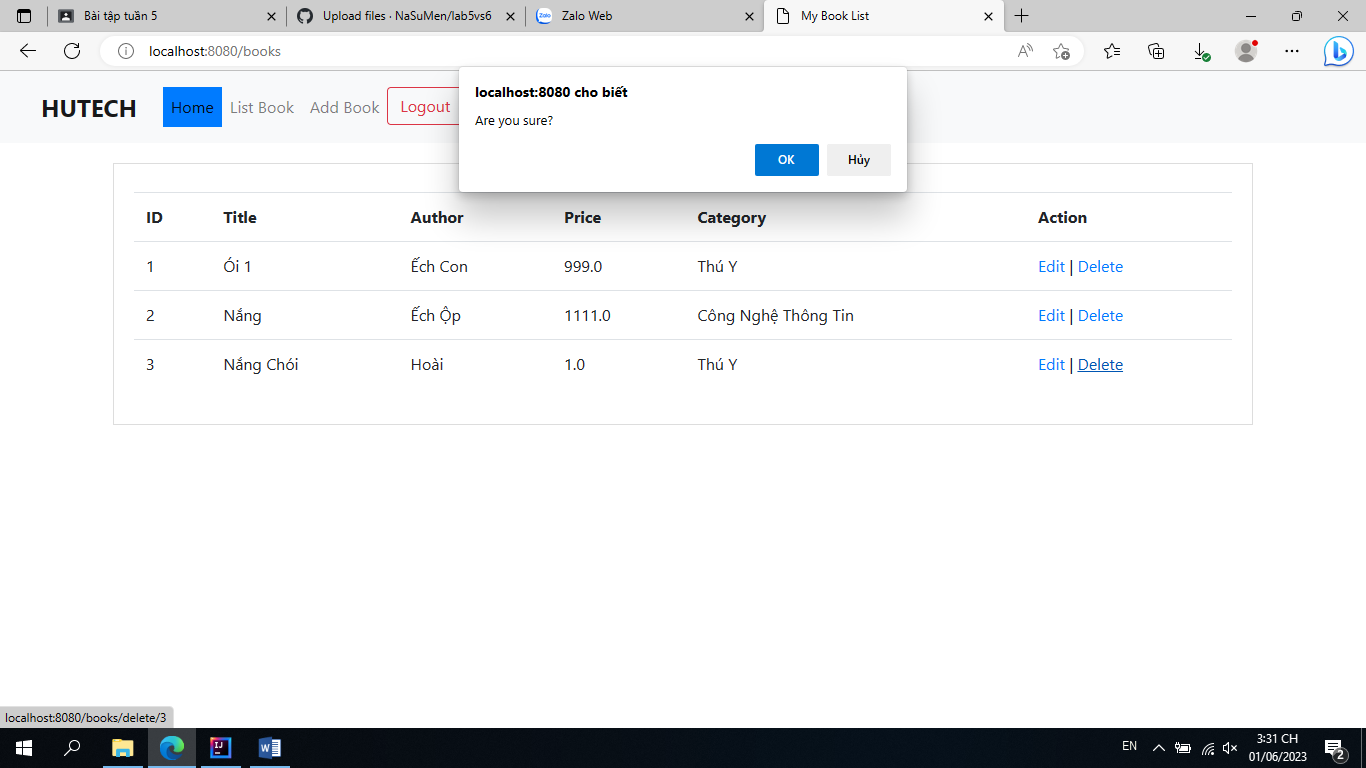 Bài tập tuần 5
Upload files · NaSuMen/lab5vs6
Zalo Web
My Book List
localhost:8080/books
HUTECH Home List Book Add Book Logout
localhost:8080 cho biết
Are you sure?
OK Hủy
ID Title Author Price Category Action
1 Ói 1 Ếch Con 999.0 Thú Y Edit | Delete
2 Nắng Ếch Ộp 1111.0 Công Nghệ Thông Tin Edit | Delete
3 Nắng Chói Hoài 1.0 Thú Y Edit | Delete
localhost:8080/books/delete/3
EN
3:31 CH
01/06/2023
2